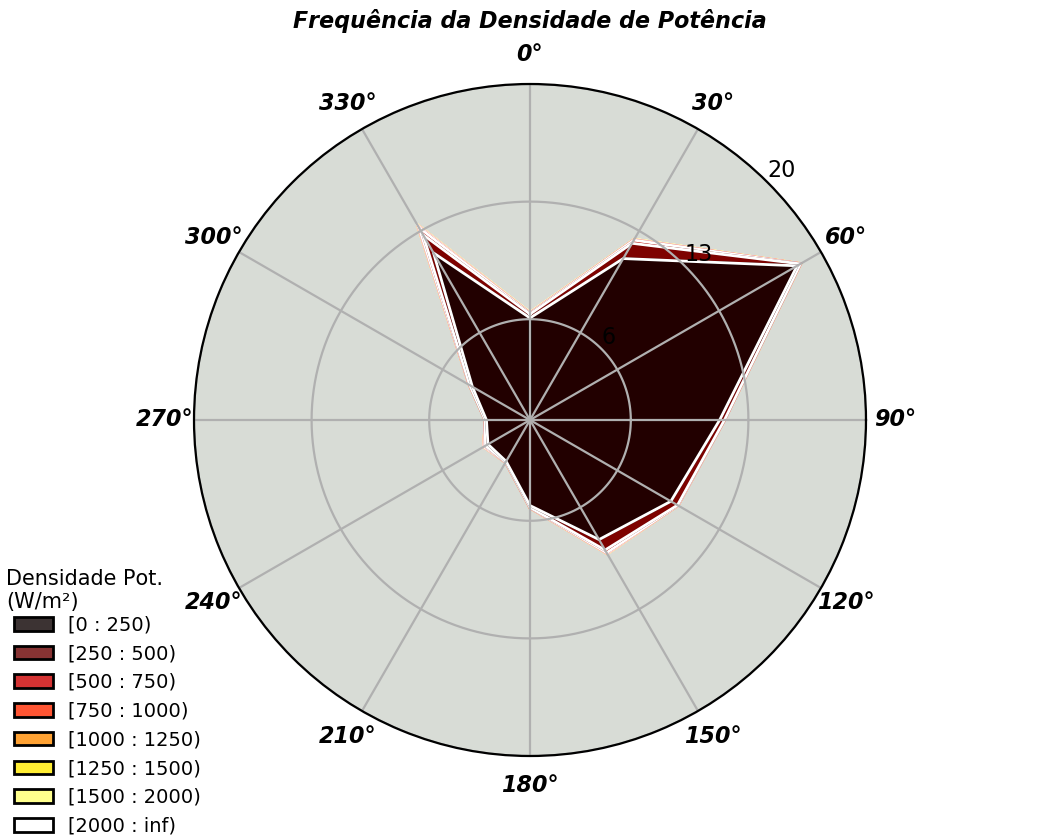 Frequência da Densidade de Potência
0°
330°
30°
20
300°
60°
13
6
270°
90°
240°
120°
210°
150°
180°
Densidade Pot.
(W/m²)
[0 : 250)
[250 : 500)
[500 : 750)
[750 : 1000)
[1000 : 1250)
[1250 : 1500)
[1500 : 2000)
[2000 : inf)